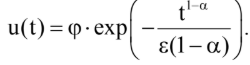 u(t) = φ · exp(−t^{1−α}/(ε(1−α))).